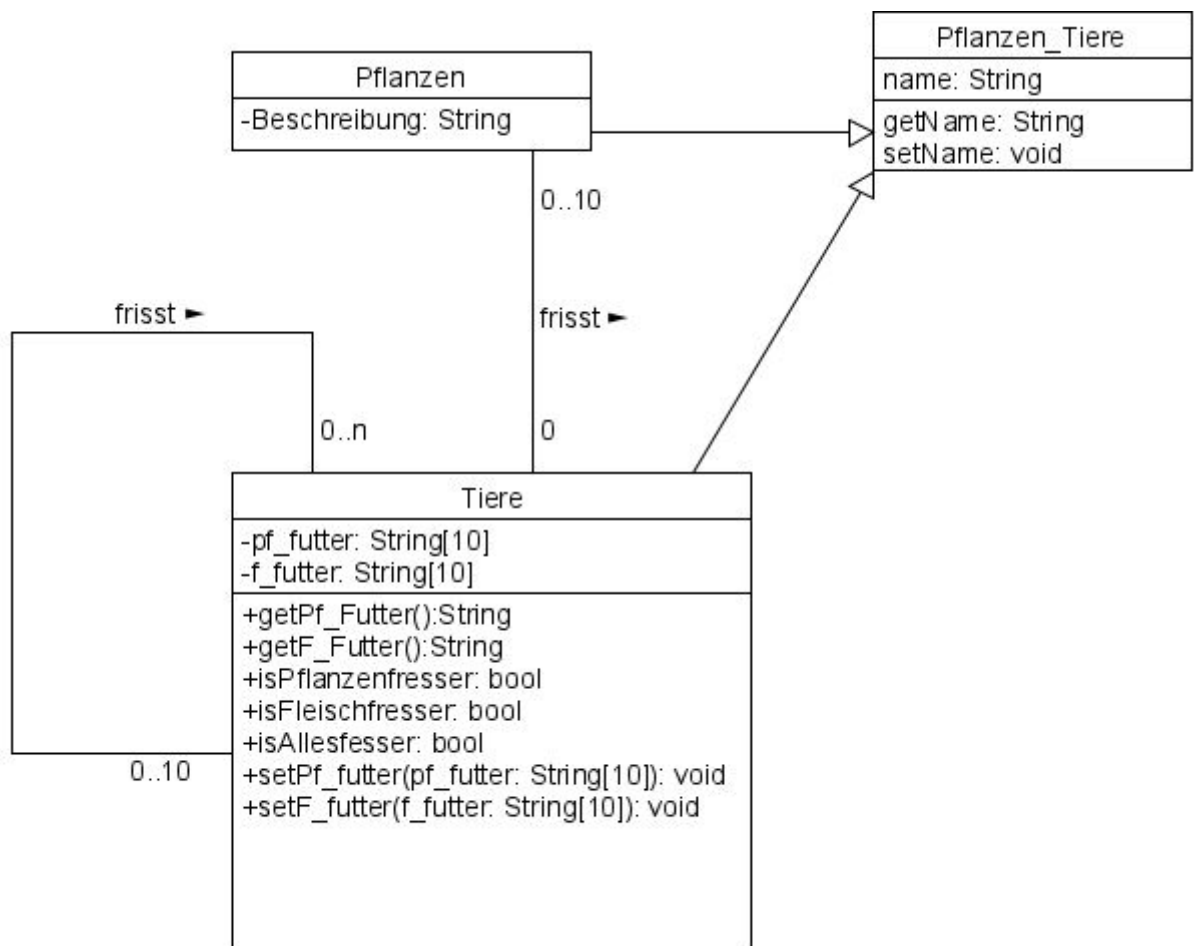 Pflanzen_Tiere
name: String
getName: String
setName: void
Pflanzen
-Beschreibung: String
0..10
frisst ►
frisst ►
0..n
0
Tiere
-pf_futter: String[10]
-f_futter: String[10]
+getPf_Futter():String
+getF_Futter():String
+isPflanzenfresser: bool
+isFleischfresser: bool
+isAllesfesser: bool
+setPf_futter(pf_futter: String[10]): void
+setF_futter(f_futter: String[10]): void
0..10